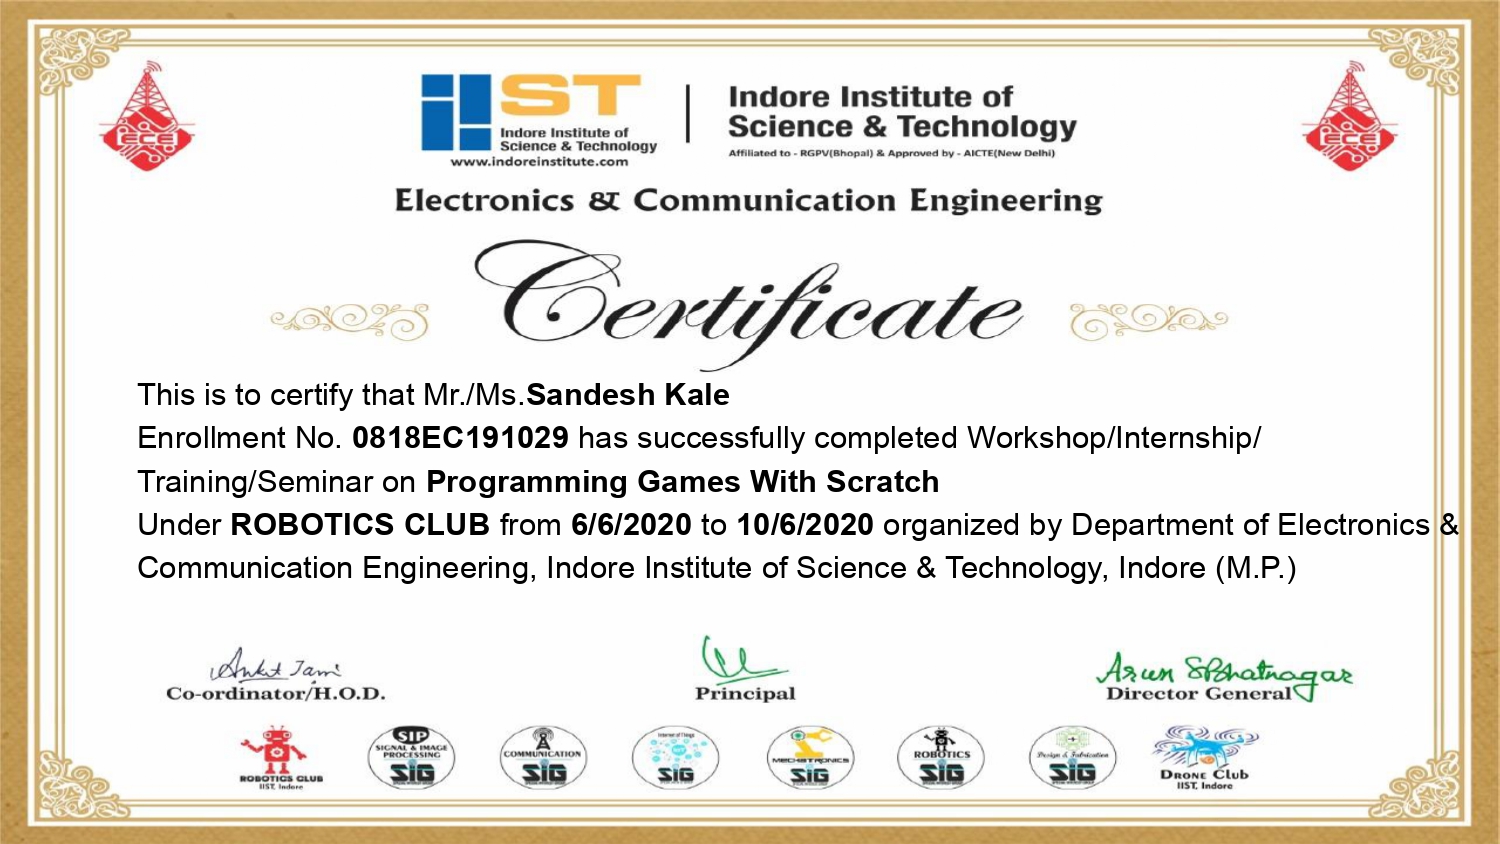 ECE
IIST
Indore Institute of
Science & Technology
www.indoreinstitute.com
Indore Institute of
Science & Technology
Affiliated to - RGPV(Bhopal) & Approved by - AICTE(New Delhi)
ECE
Electronics & Communication Engineering
Certificate
This is to certify that Mr./Ms.Sandesh Kale
Enrollment No. 0818EC191029 has successfully completed Workshop/Internship/
Training/Seminar on Programming Games With Scratch
Under ROBOTICS CLUB from 6/6/2020 to 10/6/2020 organized by Department of Electronics &
Communication Engineering, Indore Institute of Science & Technology, Indore (M.P.)
Ankit Jain
Arun S Bhatnagar
Co-ordinator/H.O.D.
Principal
Director General
ROBOTICS CLUB
IIST, Indore
SIP
SIGNAL & IMAGE
PROCESSING
SIG
COMMUNICATION
SIG
Internet of Things
SIG
MECHATRONICS
SIG
ROBOTICS
SIG
Design & Fabrication
SIG
DRONE CLUB
IIST, Indore